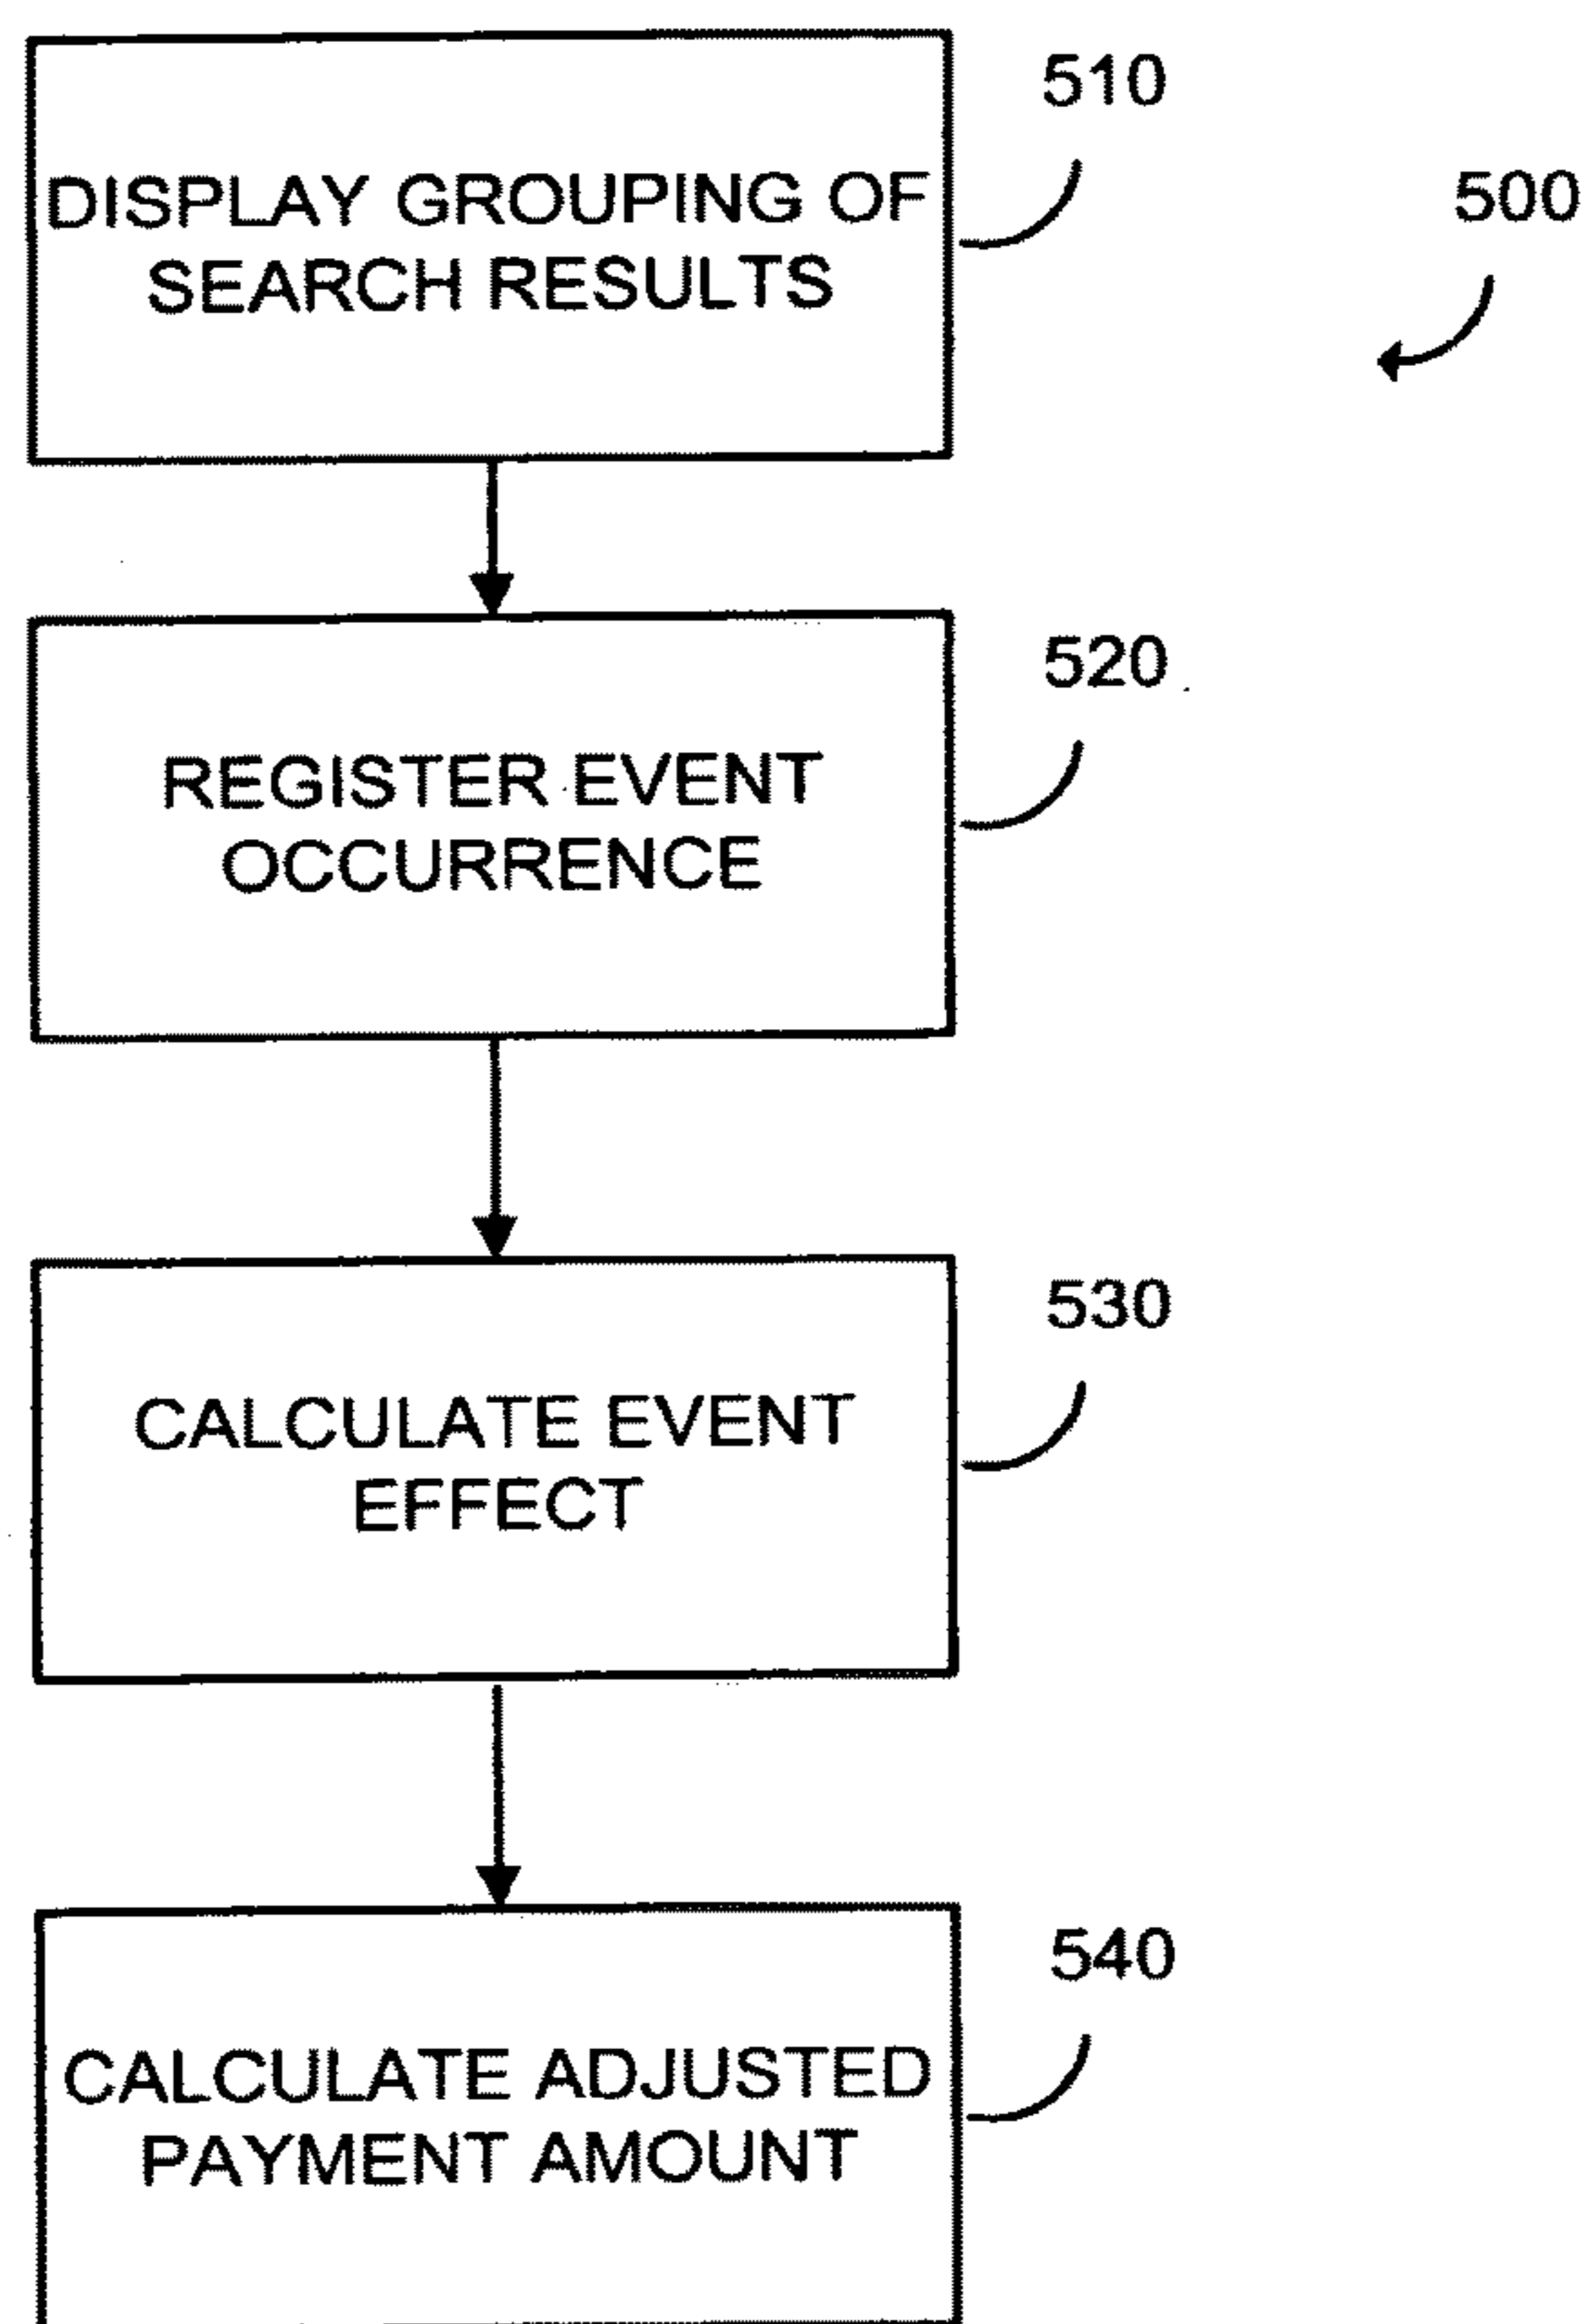 510
500
DISPLAY GROUPING OF
SEARCH RESULTS
520
REGISTER EVENT
OCCURRENCE
530
CALCULATE EVENT
EFFECT
540
CALCULATE ADJUSTED
PAYMENT AMOUNT